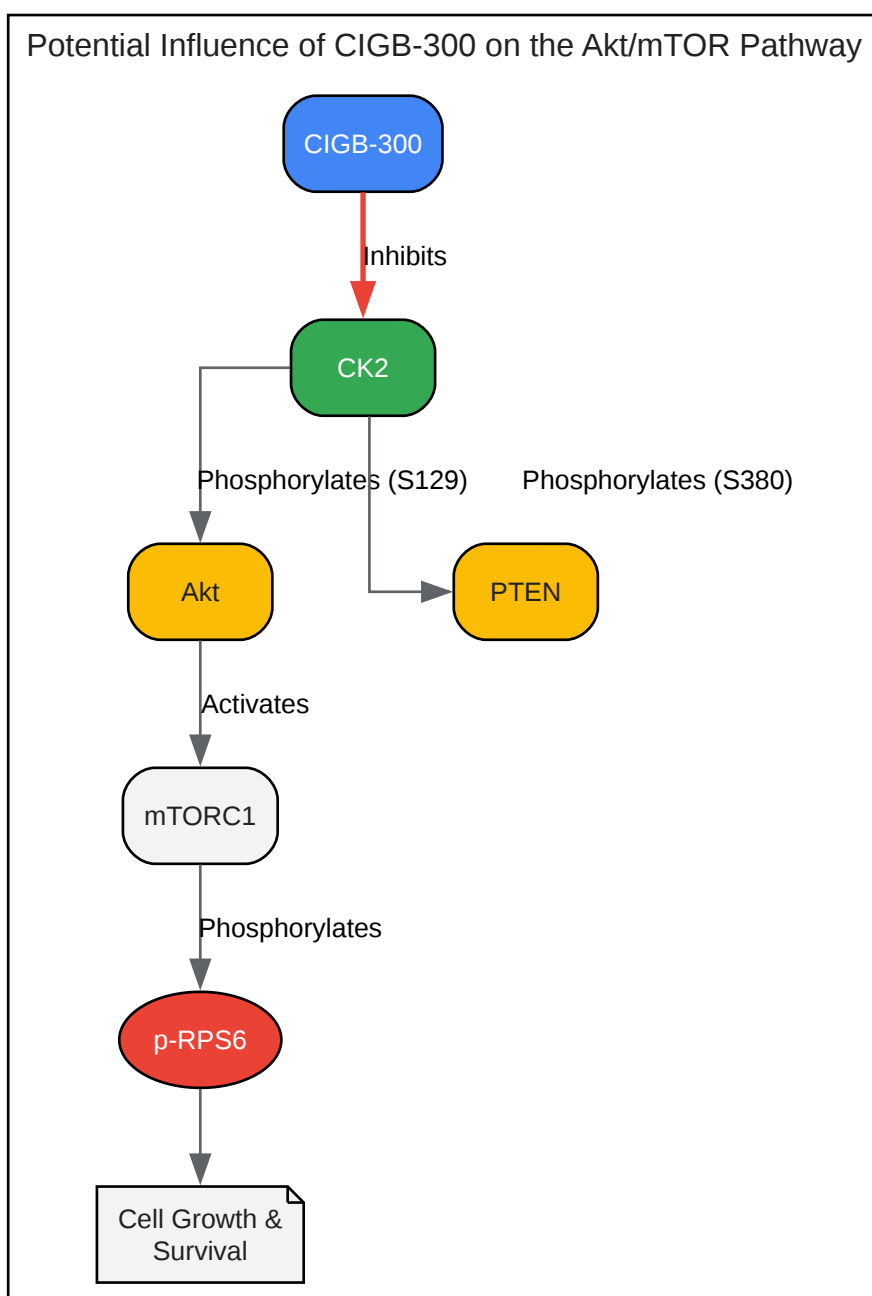 Potential Influence of CIGB-300 on the Akt/mTOR Pathway
CIGB-300
Inhibits
CK2
Phosphorylates (S129)
Phosphorylates (S380)
Akt
PTEN
Activates
mTORC1
Phosphorylates
p-RPS6
Cell Growth &
Survival